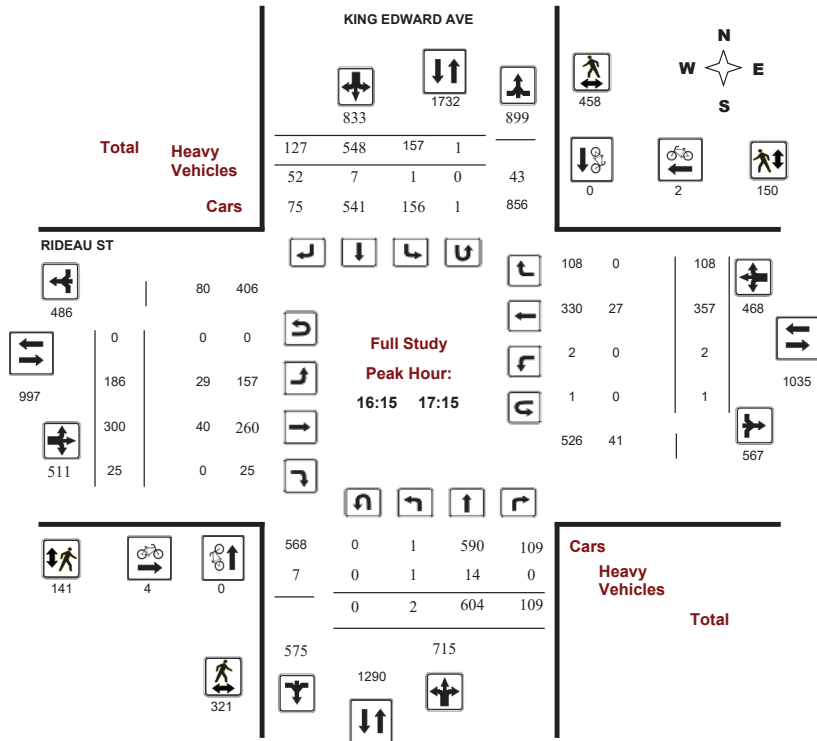 KING EDWARD AVE
N
W E
S
833
1732
899
458
Total
Heavy
Vehicles
Cars
127 548 157 1
52 7 1 0 43
75 541 156 1 856
0 2 150
RIDEAU ST
486
80 406
0 0 0
997
186 29 157
300 40 260
511 25 0 25
Full Study
Peak Hour:
16:15 17:15
108 0 108
330 27 357 468
2 0 2
1035
1 0 1
526 41 567
141 4 0
568 0 1 590 109
7 0 1 14 0
0 2 604 109
Cars
Heavy
Vehicles
Total
575 715
1290
321